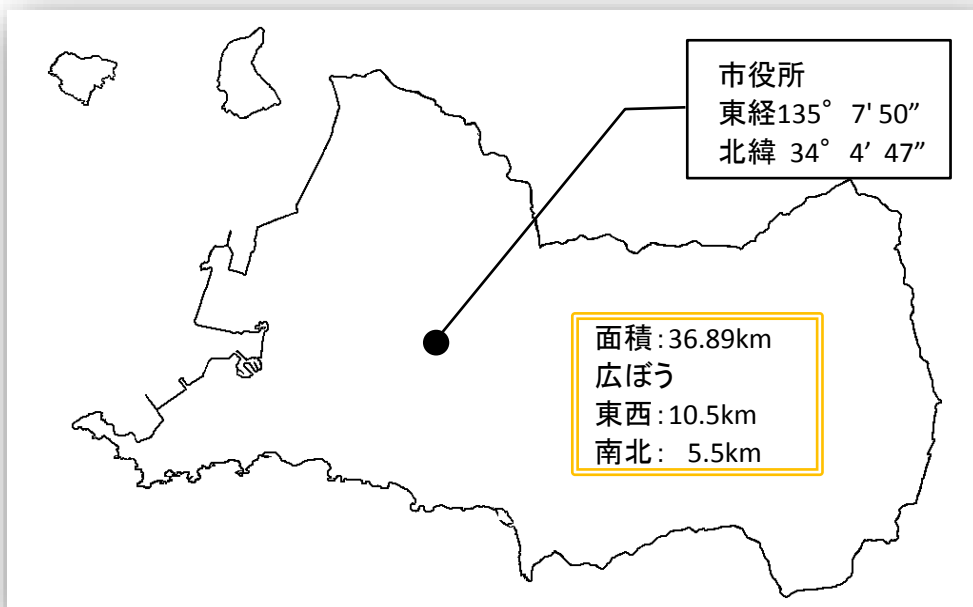 市役所
東経135° 7' 50”
北緯 34° 4’ 47”
面積：36.89km
広ぼう
東西：10.5km
南北： 5.5km